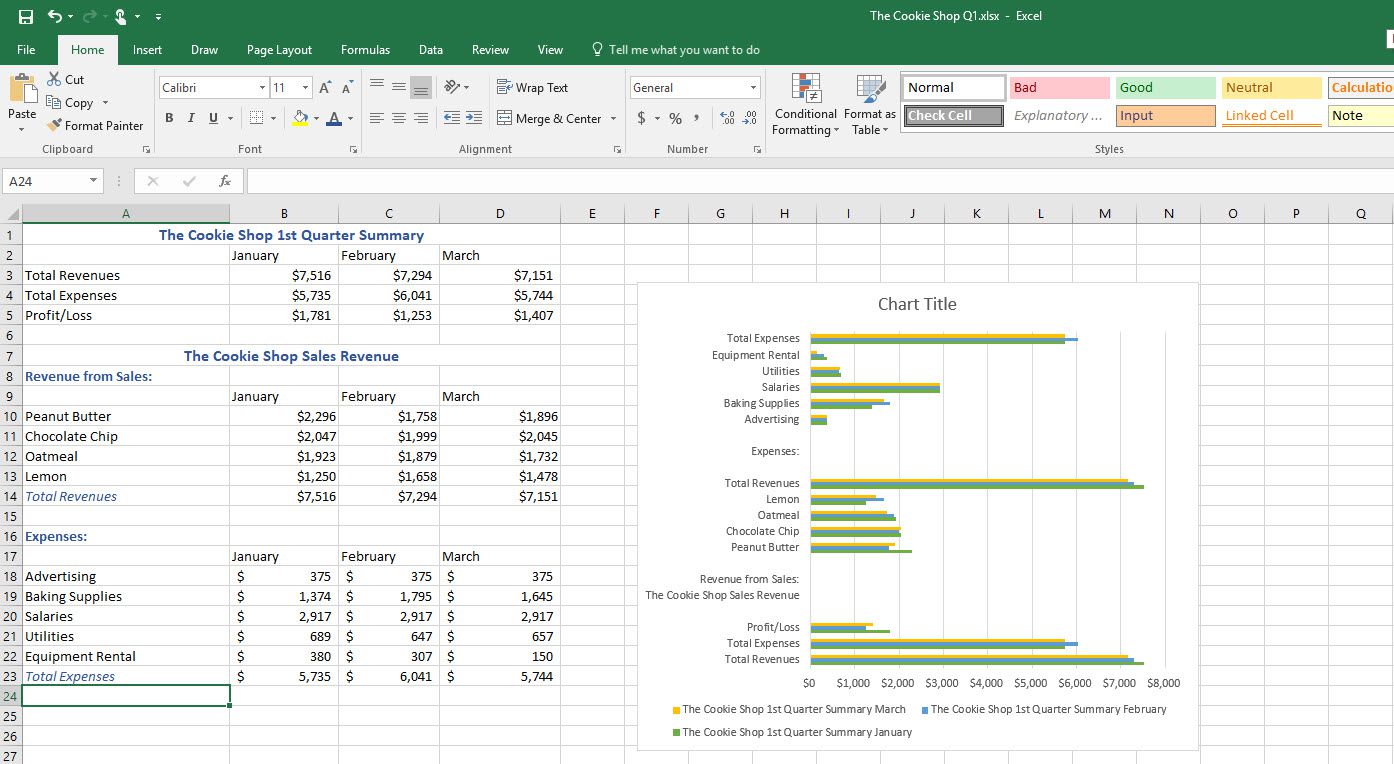 The Cookie Shop Q1.xlsx - Excel
File Home Insert Draw Page Layout Formulas Data Review View Tell me what you want to do
Paste
Cut
Copy
Format Painter
Calibri 11
B I U
Wrap Text
Merge & Center
General
$ % ,
Conditional Formatting
Format as Table
Normal Bad Good Neutral Calculatio
Check Cell Explanatory ... Input Linked Cell Note
Clipboard Font Alignment Number Styles
A24 fx
A B C D E F G H I J K L M N O P Q
1 The Cookie Shop 1st Quarter Summary
2 January February March
3 Total Revenues $7,516 $7,294 $7,151
4 Total Expenses $5,735 $6,041 $5,744
5 Profit/Loss $1,781 $1,253 $1,407
6
7 The Cookie Shop Sales Revenue
8 Revenue from Sales:
9 January February March
10 Peanut Butter $2,296 $1,758 $1,896
11 Chocolate Chip $2,047 $1,999 $2,045
12 Oatmeal $1,923 $1,879 $1,732
13 Lemon $1,250 $1,658 $1,478
14 Total Revenues $7,516 $7,294 $7,151
15
16 Expenses:
17 January February March
18 Advertising $ 375 $ 375 $ 375
19 Baking Supplies $ 1,374 $ 1,795 $ 1,645
20 Salaries $ 2,917 $ 2,917 $ 2,917
21 Utilities $ 689 $ 647 $ 657
22 Equipment Rental $ 380 $ 307 $ 150
23 Total Expenses $ 5,735 $ 6,041 $ 5,744
24
25
26
27
Chart Title
Total Expenses
Equipment Rental
Utilities
Salaries
Baking Supplies
Advertising
Expenses:
Total Revenues
Lemon
Oatmeal
Chocolate Chip
Peanut Butter
Revenue from Sales:
The Cookie Shop Sales Revenue
Profit/Loss
Total Expenses
Total Revenues
$0 $1,000 $2,000 $3,000 $4,000 $5,000 $6,000 $7,000 $8,000
The Cookie Shop 1st Quarter Summary March The Cookie Shop 1st Quarter Summary February
The Cookie Shop 1st Quarter Summary January